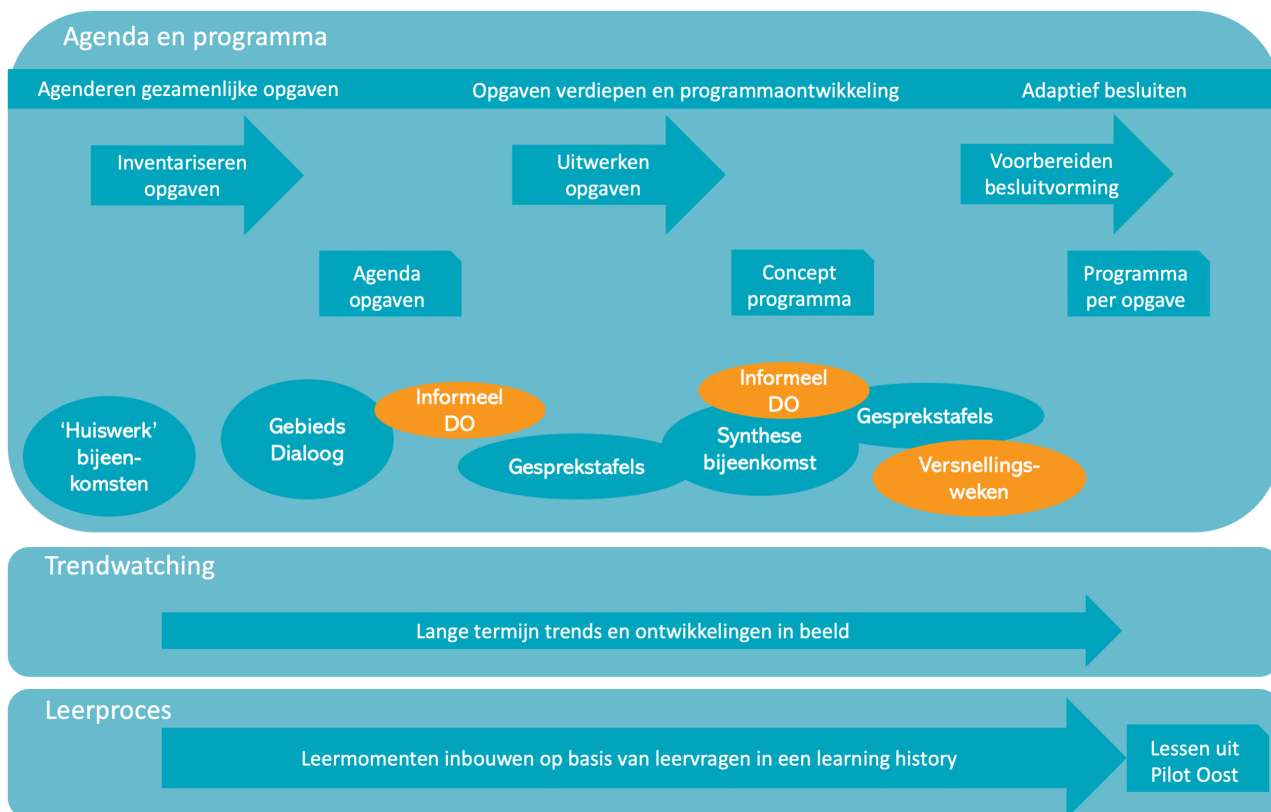 Agenda en programma
Agenderen gezamenlijke opgaven
Opgaven verdiepen en programmaontwikkeling
Adaptief besluiten
Inventariseren
opgaven
Uitwerken
opgaven
Voorbereiden
besluitvorming
Agenda
opgaven
Concept
programma
Programma
per opgave
‘Huiswerk’
bijeen-
komsten
Gebieds
Dialoog
Informeel
DO
Gesprekstafels
Informeel
DO
Synthese
bijeenkomst
Gesprekstafels
Versnellings-
weken
Trendwatching
Lange termijn trends en ontwikkelingen in beeld
Leerproces
Leermomenten inbouwen op basis van leervragen in een learning history
Lessen uit
Pilot Oost